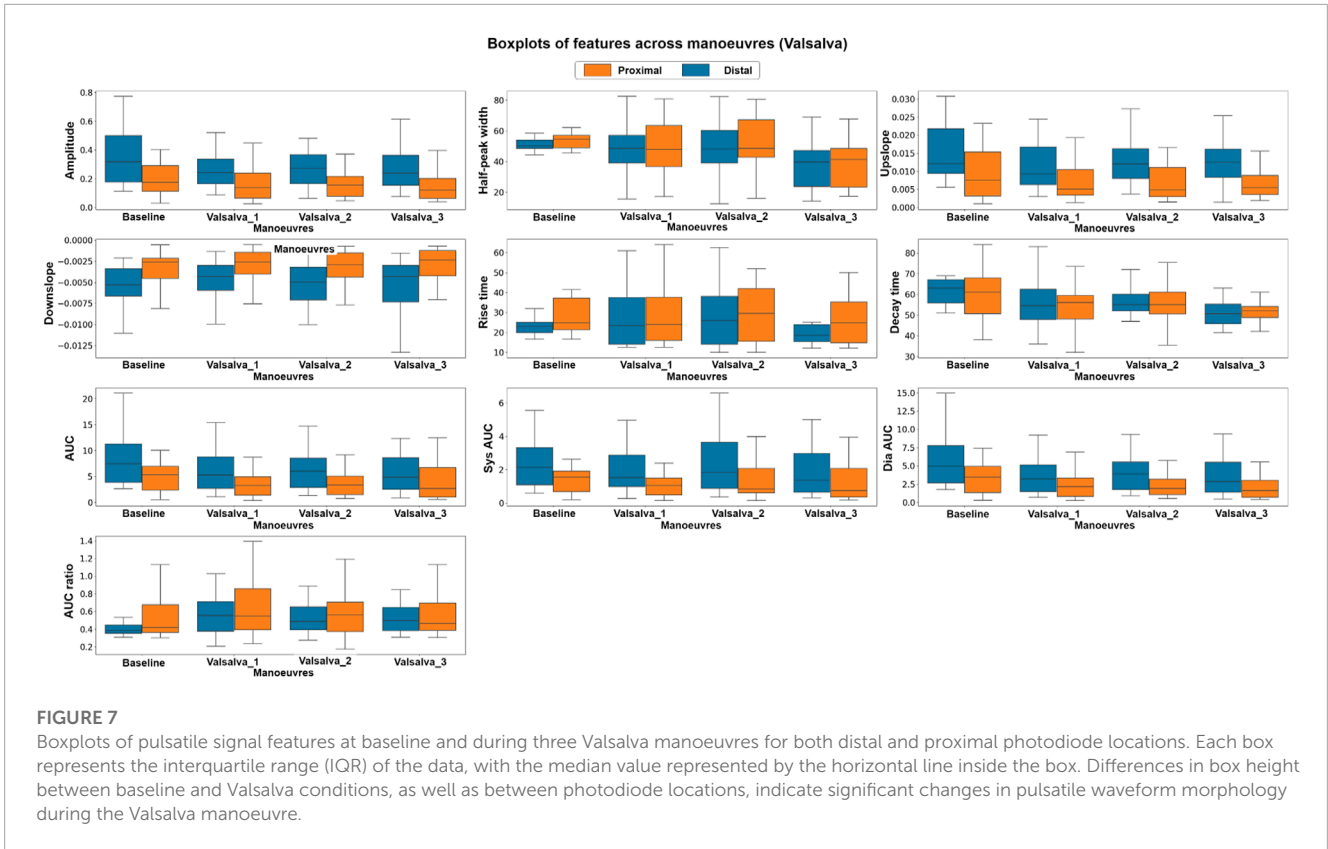 Boxplots of features across manoeuvres (Valsalva)
Proximal Distal
Amplitude
0.8
0.6
0.4
0.2
0.0
Baseline Valsalva_1 Valsalva_2 Valsalva_3
Manoeuvres
Half-peak width
80
60
40
20
Baseline Valsalva_1 Valsalva_2 Valsalva_3
Manoeuvres
Upslope
0.030
0.025
0.020
0.015
0.010
0.005
0.000
Baseline Valsalva_1 Valsalva_2 Valsalva_3
Manoeuvres
Downslope
0.0000
−0.0025
−0.0050
−0.0075
−0.0100
−0.0125
Manoeuvres
Baseline Valsalva_1 Valsalva_2 Valsalva_3
Manoeuvres
Rise time
60
50
40
30
20
10
Baseline Valsalva_1 Valsalva_2 Valsalva_3
Manoeuvres
Decay time
90
80
70
60
50
40
30
Baseline Valsalva_1 Valsalva_2 Valsalva_3
Manoeuvres
AUC
20
15
10
5
0
Baseline Valsalva_1 Valsalva_2 Valsalva_3
Manoeuvres
Sys AUC
6
4
2
0
Baseline Valsalva_1 Valsalva_2 Valsalva_3
Manoeuvres
Dia AUC
15.0
12.5
10.0
7.5
5.0
2.5
0.0
Baseline Valsalva_1 Valsalva_2 Valsalva_3
Manoeuvres
AUC ratio
1.4
1.2
1.0
0.8
0.6
0.4
0.2
Baseline Valsalva_1 Valsalva_2 Valsalva_3
Manoeuvres
FIGURE 7
Boxplots of pulsatile signal features at baseline and during three Valsalva manoeuvres for both distal and proximal photodiode locations. Each box
represents the interquartile range (IQR) of the data, with the median value represented by the horizontal line inside the box. Differences in box height
between baseline and Valsalva conditions, as well as between photodiode locations, indicate significant changes in pulsatile waveform morphology
during the Valsalva manoeuvre.